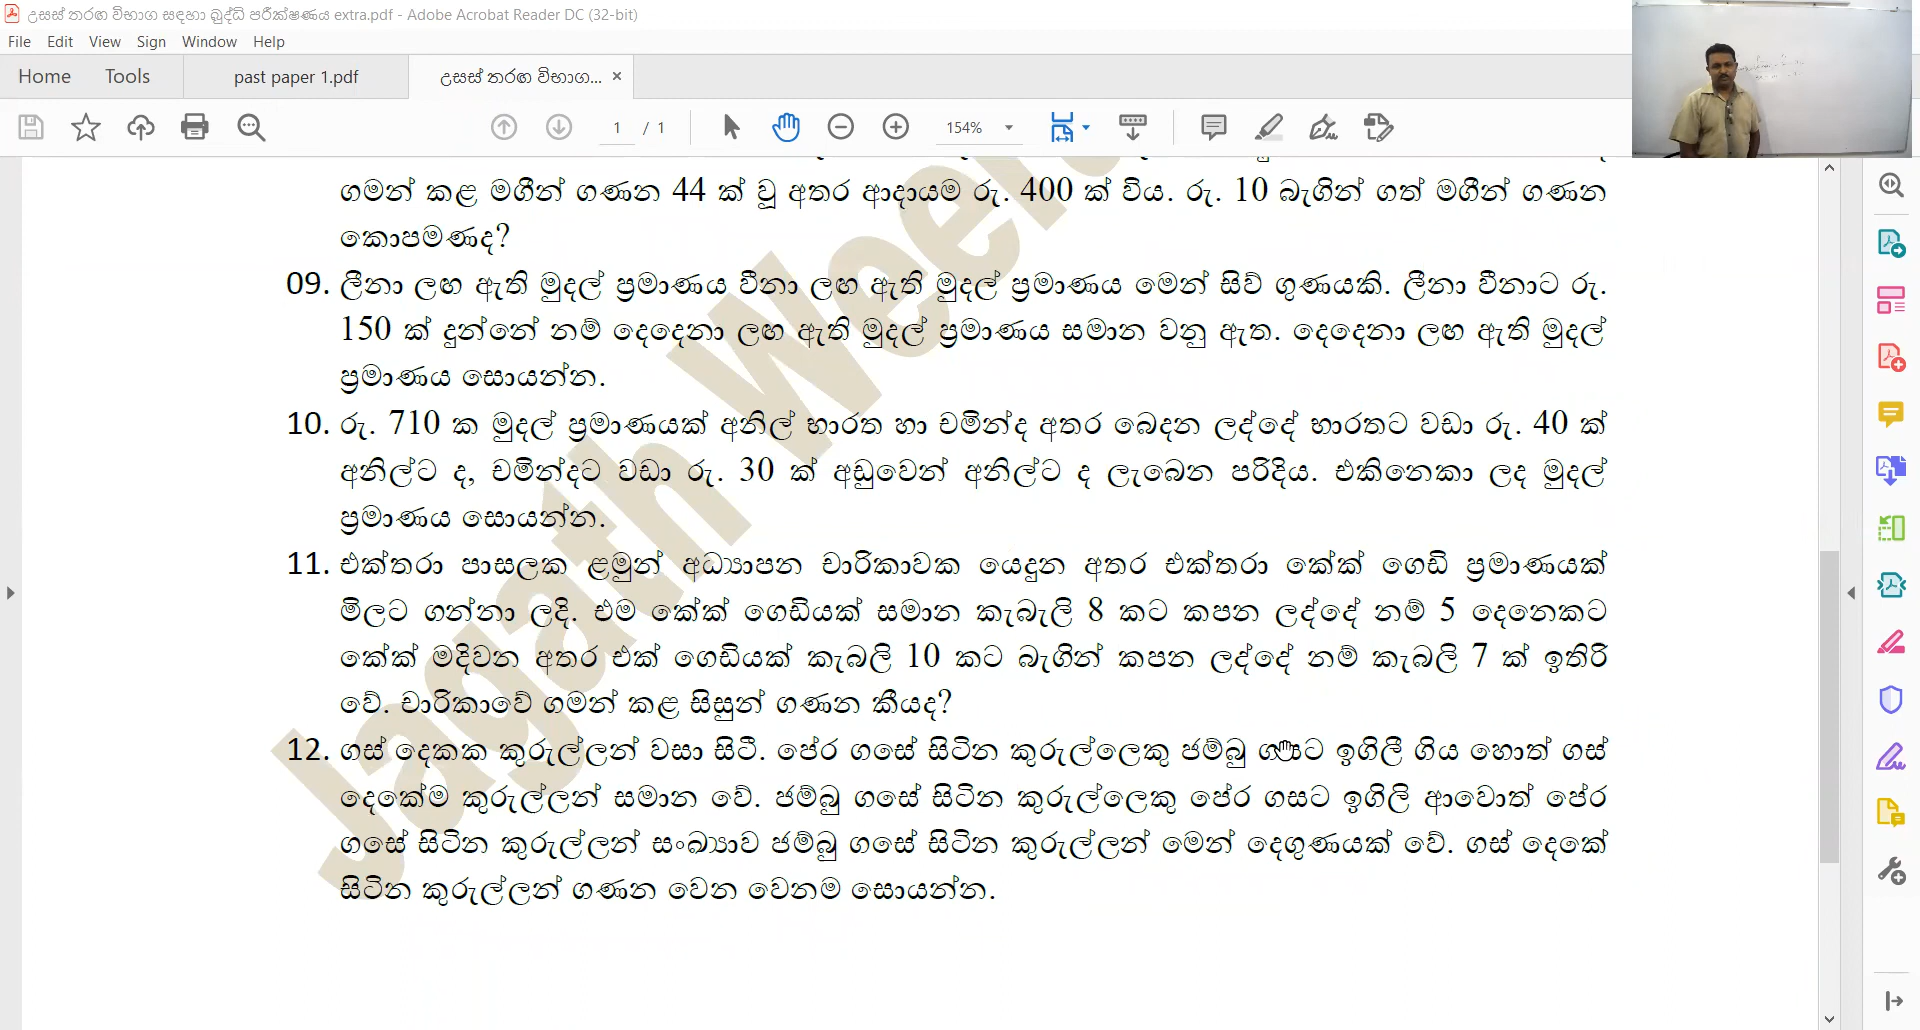 උසස් තරඟ විභාග සඳහා බුද්ධි පරීක්ෂණය extra.pdf - Adobe Acrobat Reader DC (32-bit)
File Edit View Sign Window Help
Home Tools past paper 1.pdf උසස් තරඟ විභාග... ×
1 / 1 154%
ගමන් කළ මගීන් ගණන 44 ක් වූ අතර ආදායම රු. 400 ක් විය. රු. 10 බැගින් ගත් මගීන් ගණන
කොපමණද?
09. ලීනා ලඟ ඇති මුදල් ප්‍රමාණය වීනා ලඟ ඇති මුදල් ප්‍රමාණය මෙන් සිව් ගුණයකි. ලීනා වීනාට රු.
150 ක් දුන්නේ නම් දෙදෙනා ලඟ ඇති මුදල් ප්‍රමාණය සමාන වනු ඇත. දෙදෙනා ලඟ ඇති මුදල්
ප්‍රමාණය සොයන්න.
10. රු. 710 ක මුදල් ප්‍රමාණයක් අනිල් භාරත හා චමින්ද අතර බෙදන ලද්දේ භාරතට වඩා රු. 40 ක්
අනිල්ට ද, චමින්දට වඩා රු. 30 ක් අඩුවෙන් අනිල්ට ද ලැබෙන පරිදිය. එකිනෙකා ලද මුදල්
ප්‍රමාණය සොයන්න.
11. එක්තරා පාසලක ළමුන් අධ්‍යාපන චාරිකාවක යෙදුන අතර එක්තරා කේක් ගෙඩි ප්‍රමාණයක්
මිලට ගන්නා ලදි. එම කේක් ගෙඩියක් සමාන කැබැලි 8 කට කපන ලද්දේ නම් 5 දෙනෙකට
කේක් මදිවන අතර එක් ගෙඩියක් කැබලි 10 කට බැගින් කපන ලද්දේ නම් කැබලි 7 ක් ඉතිරි
වේ. චාරිකාවේ ගමන් කළ සිසුන් ගණන කීයද?
12. ගස් දෙකක කුරුල්ලන් වසා සිටී. පේර ගසේ සිටින කුරුල්ලෙකු ජම්බු ගසට ඉගිලී ගිය හොත් ගස්
දෙකේම කුරුල්ලන් සමාන වේ. ජම්බු ගසේ සිටින කුරුල්ලෙකු පේර ගසට ඉගිලි ආවොත් පේර
ගසේ සිටින කුරුල්ලන් සංඛ්‍යාව ජම්බු ගසේ සිටින කුරුල්ලන් මෙන් දෙගුණයක් වේ. ගස් දෙකේ
සිටින කුරුල්ලන් ගණන වෙන වෙනම සොයන්න.
Jagath Weera